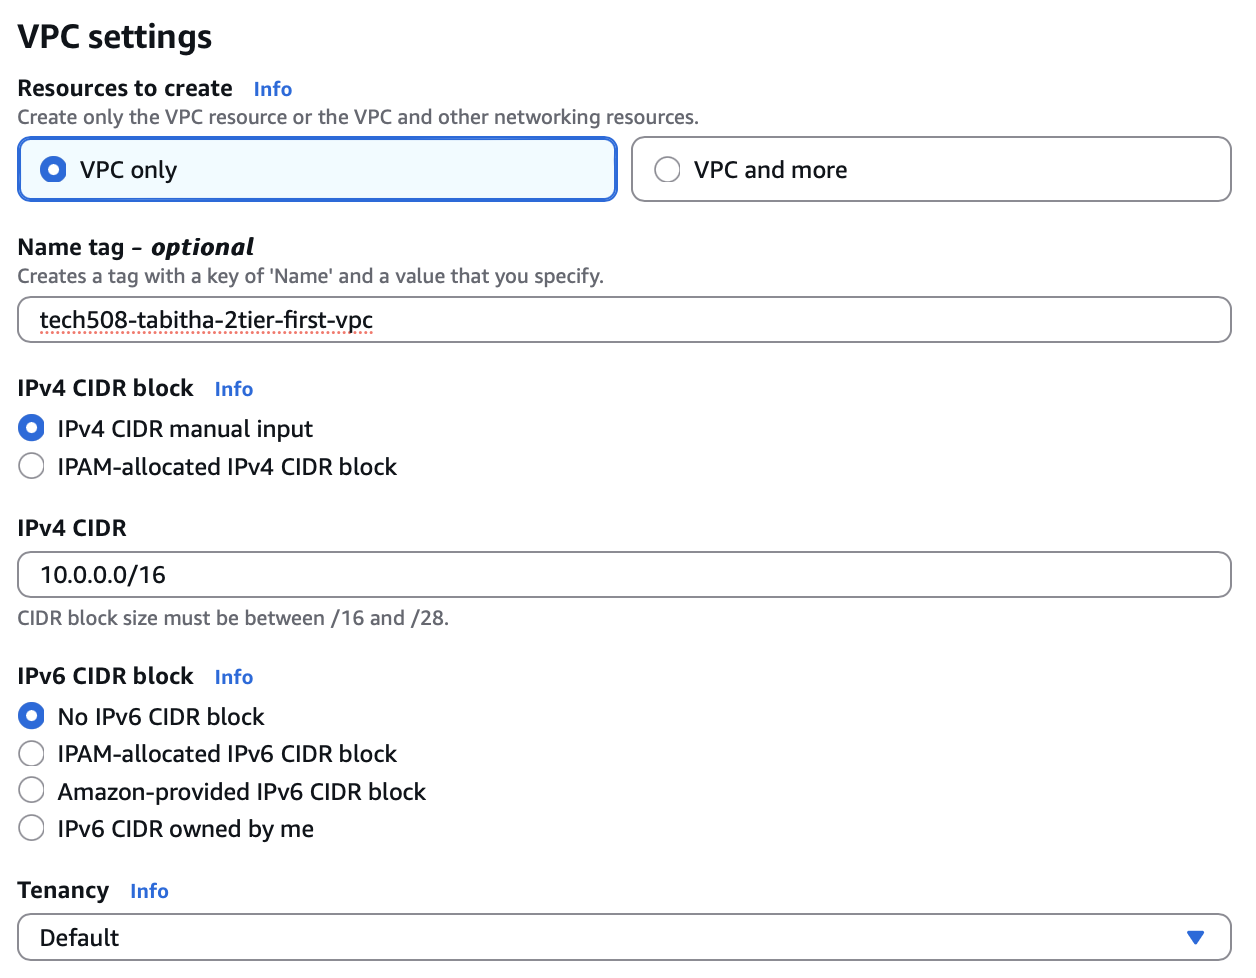 VPC settings
Resources to create Info
Create only the VPC resource or the VPC and other networking resources.
VPC only VPC and more
Name tag – optional
Creates a tag with a key of 'Name' and a value that you specify.
tech508-tabitha-2tier-first-vpc
IPv4 CIDR block Info
IPv4 CIDR manual input
IPAM-allocated IPv4 CIDR block
IPv4 CIDR
10.0.0.0/16
CIDR block size must be between /16 and /28.
IPv6 CIDR block Info
No IPv6 CIDR block
IPAM-allocated IPv6 CIDR block
Amazon-provided IPv6 CIDR block
IPv6 CIDR owned by me
Tenancy Info
Default